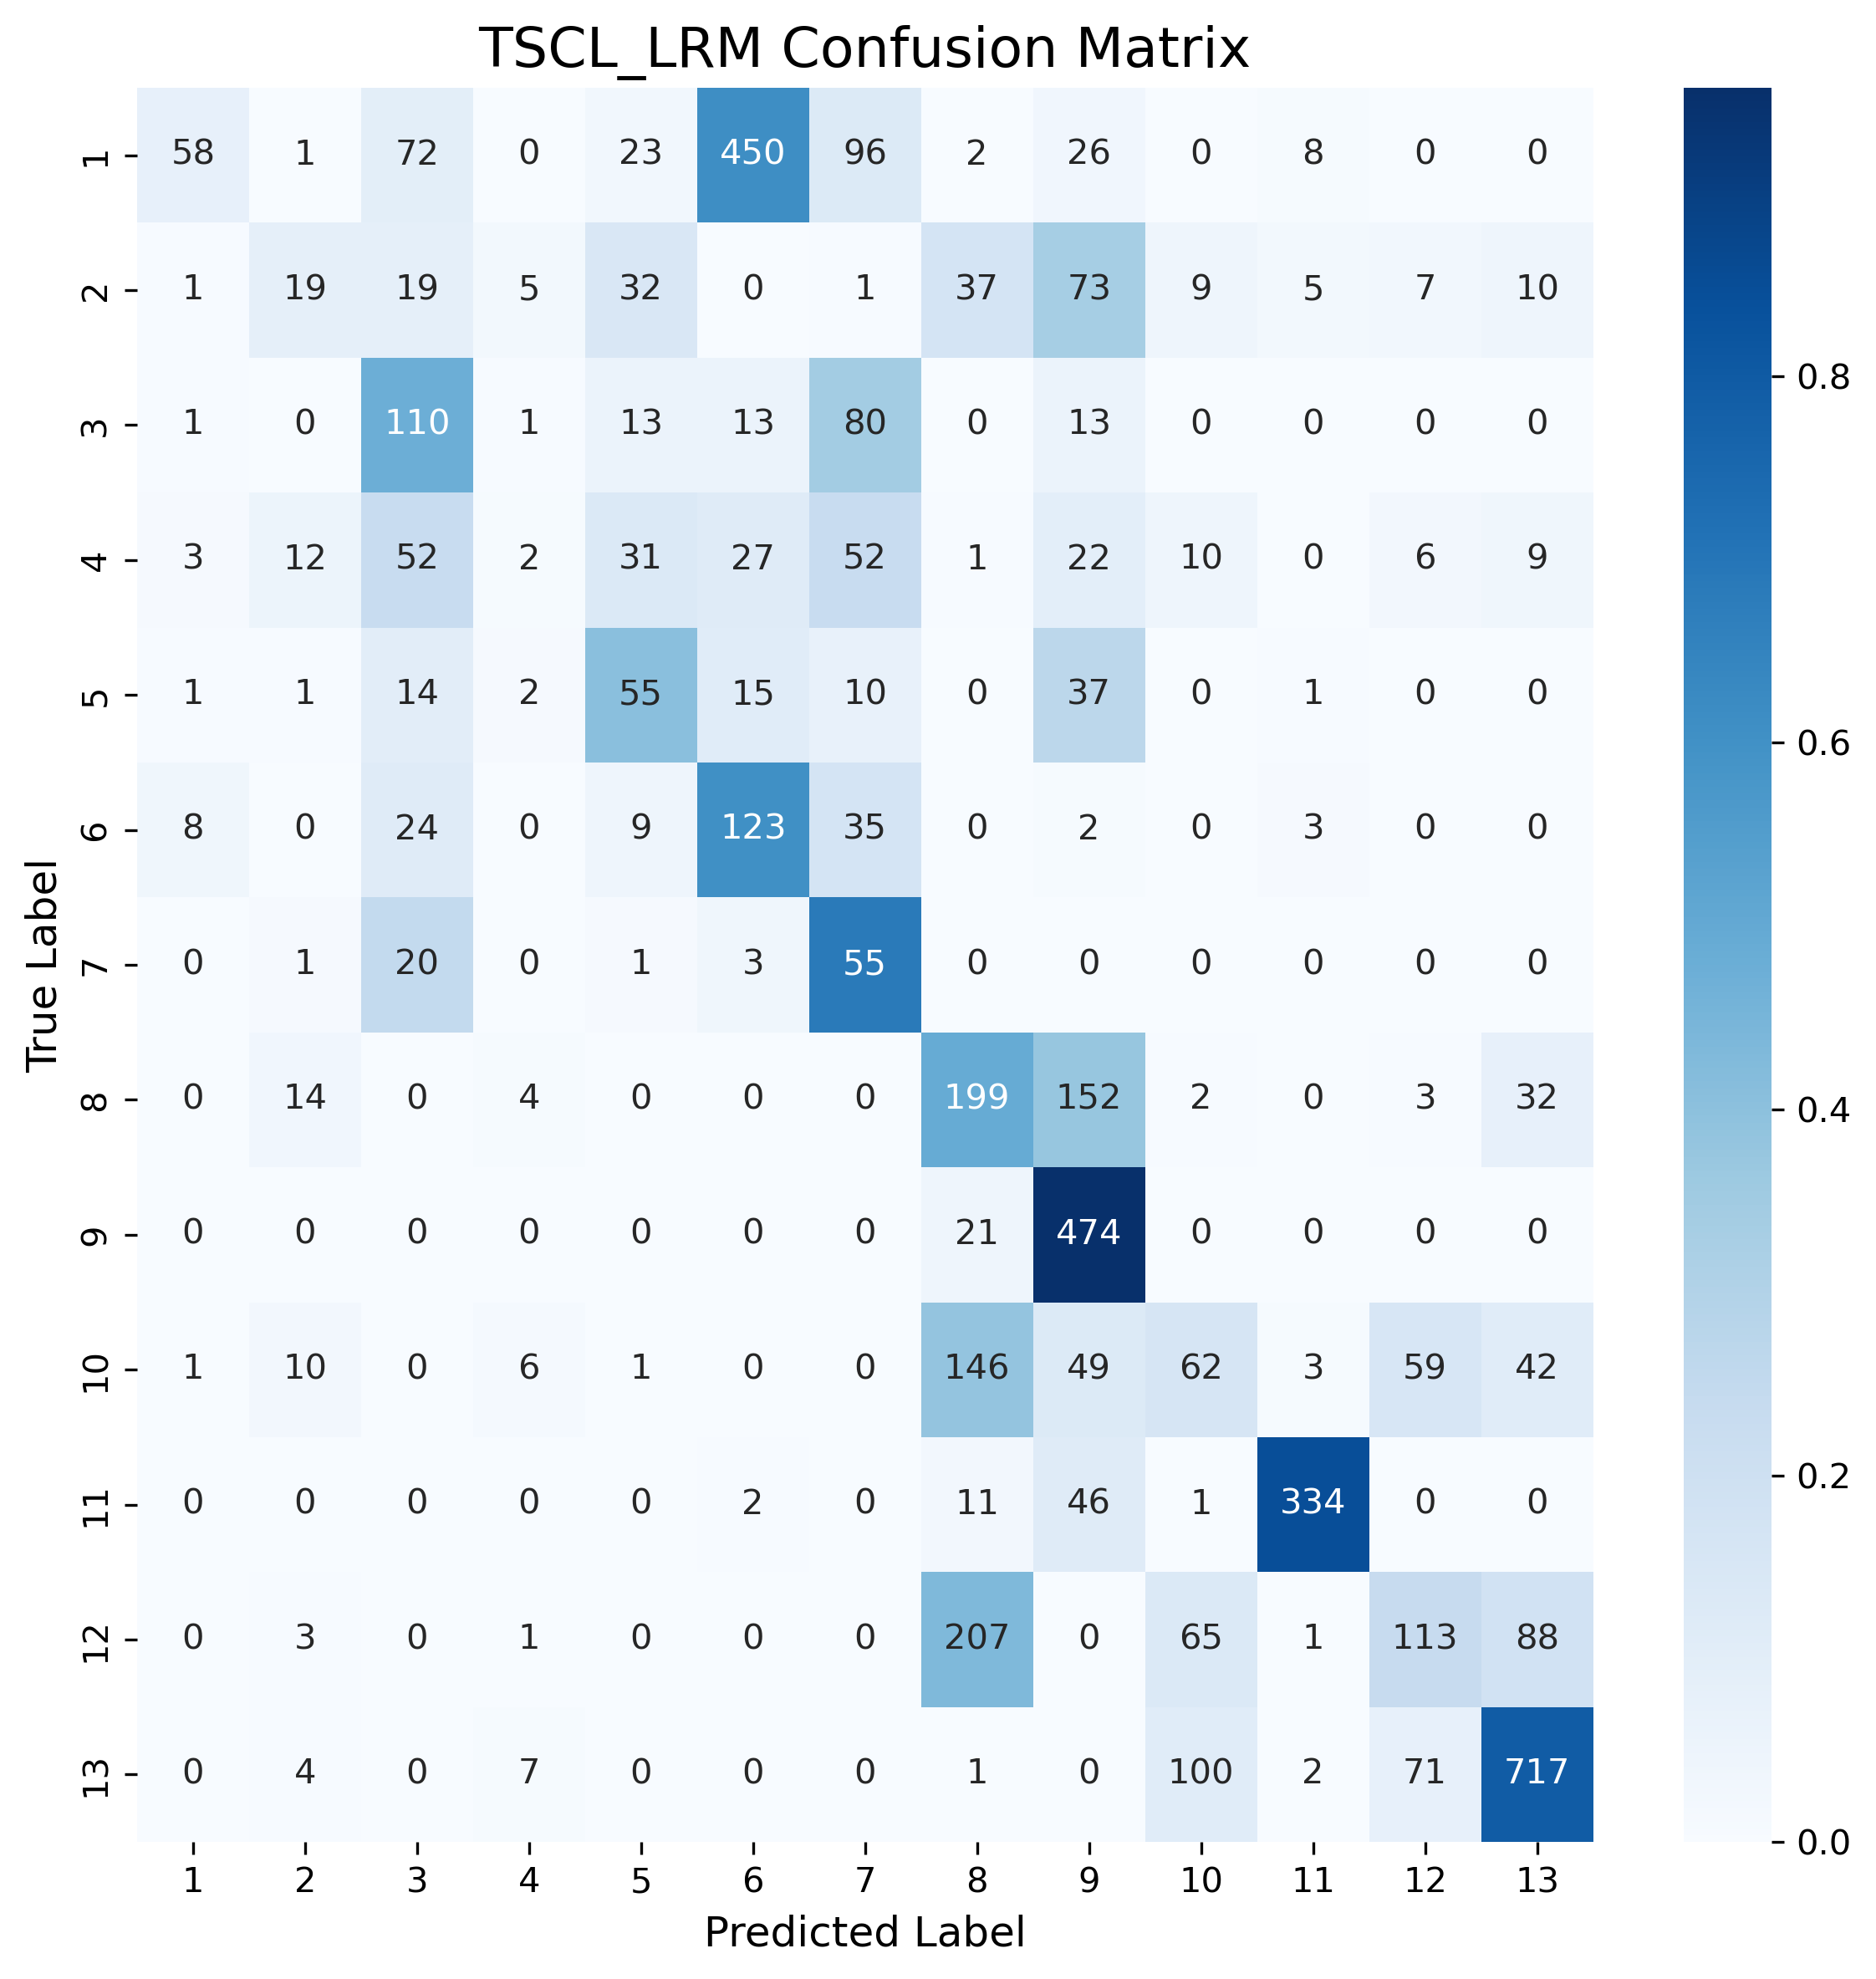 TSCL_LRM Confusion Matrix
1 58 1 72 0 23 450 96 2 26 0 8 0 0
2 1 19 19 5 32 0 1 37 73 9 5 7 10
3 1 0 110 1 13 13 80 0 13 0 0 0 0
4 3 12 52 2 31 27 52 1 22 10 0 6 9
5 1 1 14 2 55 15 10 0 37 0 1 0 0
6 8 0 24 0 9 123 35 0 2 0 3 0 0
7 0 1 20 0 1 3 55 0 0 0 0 0 0
8 0 14 0 4 0 0 0 199 152 2 0 3 32
9 0 0 0 0 0 0 0 21 474 0 0 0 0
10 1 10 0 6 1 0 0 146 49 62 3 59 42
11 0 0 0 0 0 2 0 11 46 1 334 0 0
12 0 3 0 1 0 0 0 207 0 65 1 113 88
13 0 4 0 7 0 0 0 1 0 100 2 71 717
1 2 3 4 5 6 7 8 9 10 11 12 13
Predicted Label
True Label
0.8
0.6
0.4
0.2
0.0